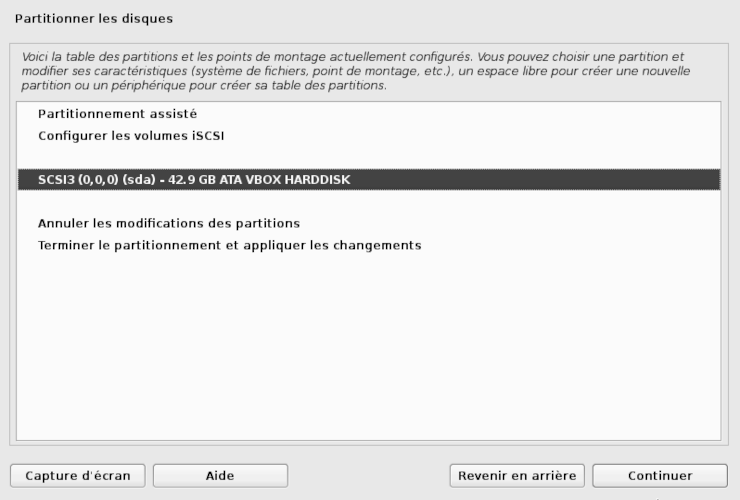 Partitionner les disques
Voici la table des partitions et les points de montage actuellement configurés. Vous pouvez choisir une partition et
modifier ses caractéristiques (système de fichiers, point de montage, etc.), un espace libre pour créer une nouvelle
partition ou un périphérique pour créer sa table des partitions.
Partitionnement assisté
Configurer les volumes iSCSI
SCSI3 (0,0,0) (sda) - 42.9 GB ATA VBOX HARDDISK
Annuler les modifications des partitions
Terminer le partitionnement et appliquer les changements
Capture d'écran Aide Revenir en arrière Continuer